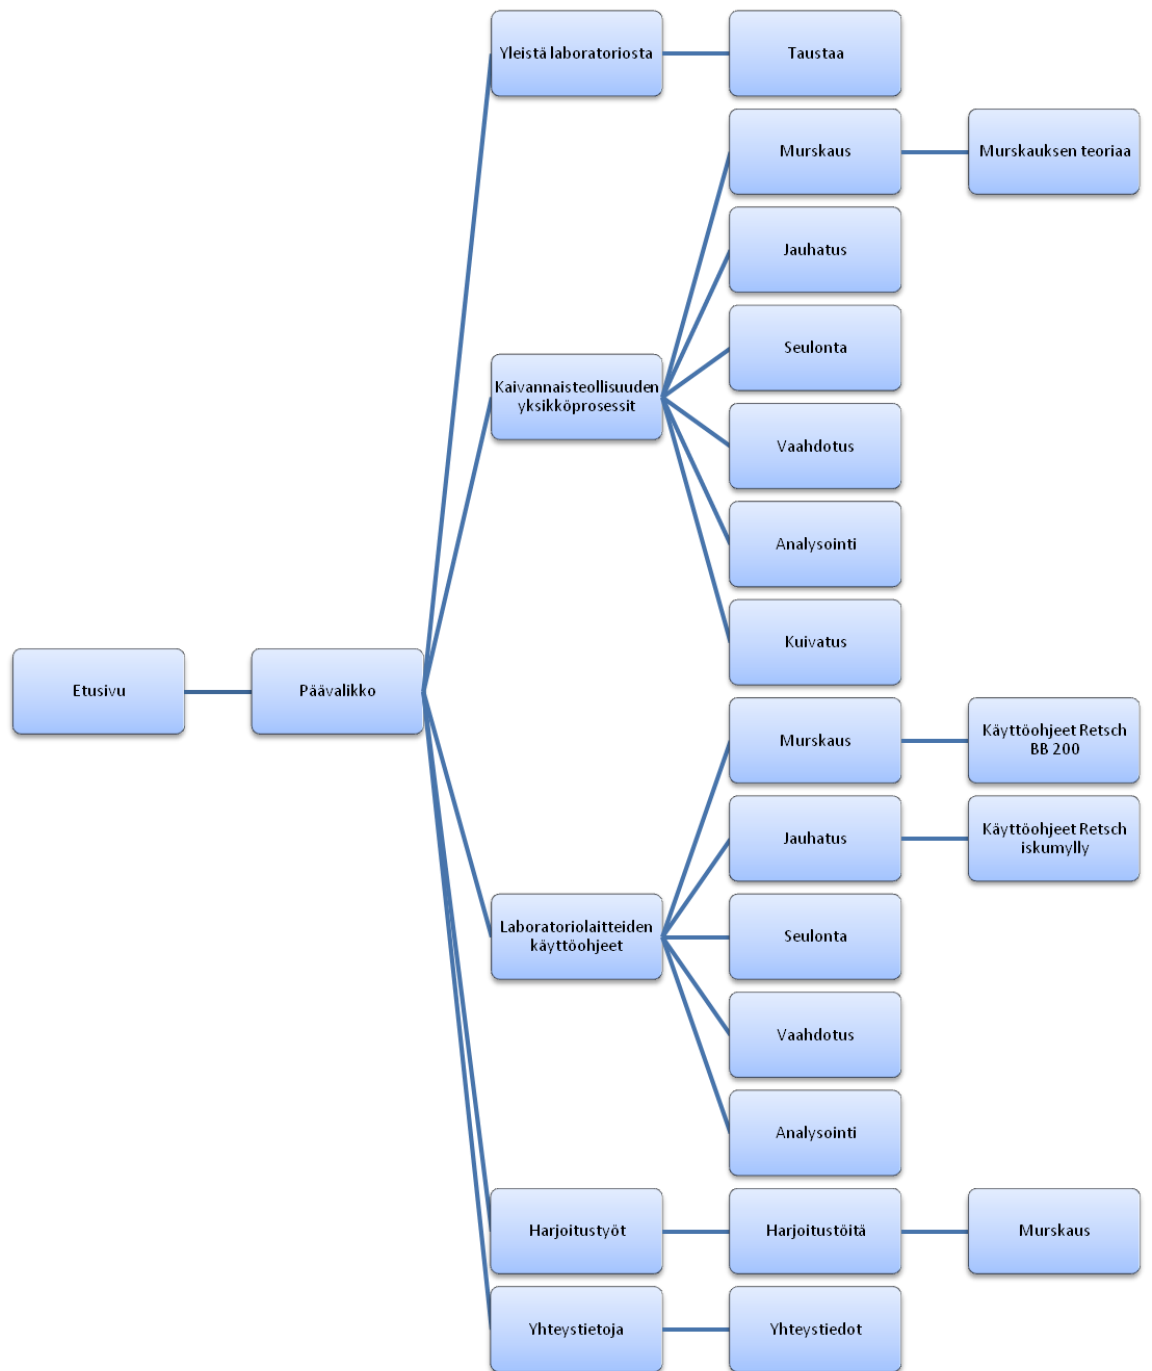 Yleistä laboratoriosta
Taustaa
Murskaus
Murskauksen teoriaa
Jauhatus
Seulonta
Kaivannaisteollisuuden
yksikköprosessit
Vaahdotus
Analysointi
Kuivatus
Etusivu
Päävalikko
Murskaus
Käyttöohjeet Retsch
BB 200
Jauhatus
Käyttöohjeet Retsch
iskumylly
Laboratoriolaitteiden
käyttöohjeet
Seulonta
Vaahdotus
Analysointi
Harjoitustyöt
Harjoitustöitä
Murskaus
Yhteystietoja
Yhteystiedot